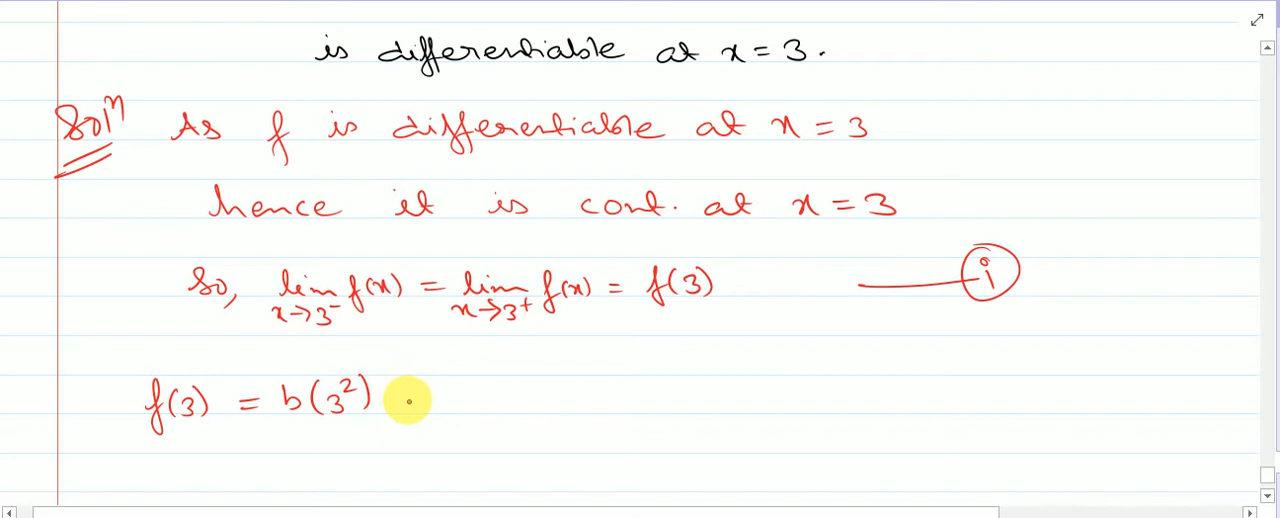 is differentiable at x = 3.
Solⁿ As f is differentiable at x = 3
hence it is cont. at x = 3
So, lim x→3⁻ f(x) = lim x→3⁺ f(x) = f(3) —— i
f(3) = b(3²)